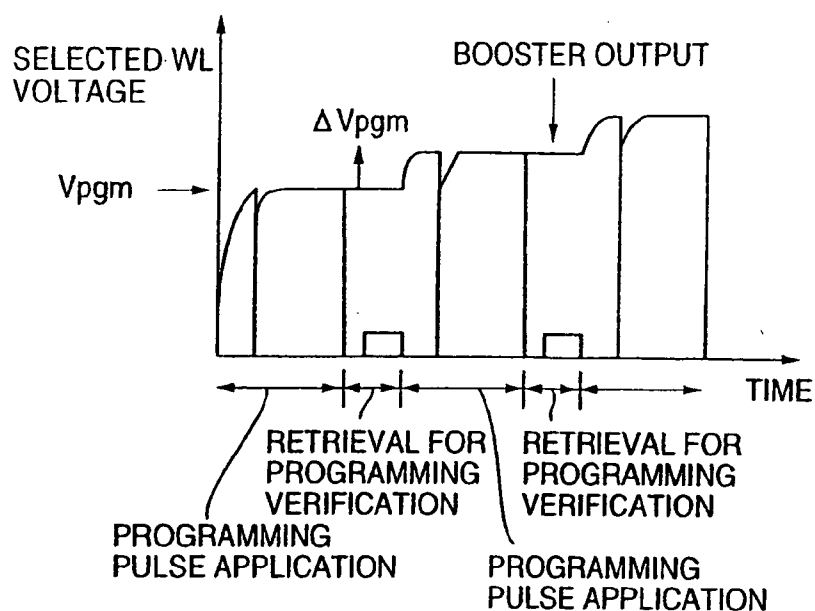 SELECTED WL
VOLTAGE
BOOSTER OUTPUT
Δ Vpgm
Vpgm
TIME
RETRIEVAL FOR
PROGRAMMING
VERIFICATION
RETRIEVAL FOR
PROGRAMMING
VERIFICATION
PROGRAMMING
PULSE APPLICATION
PROGRAMMING
PULSE APPLICATION